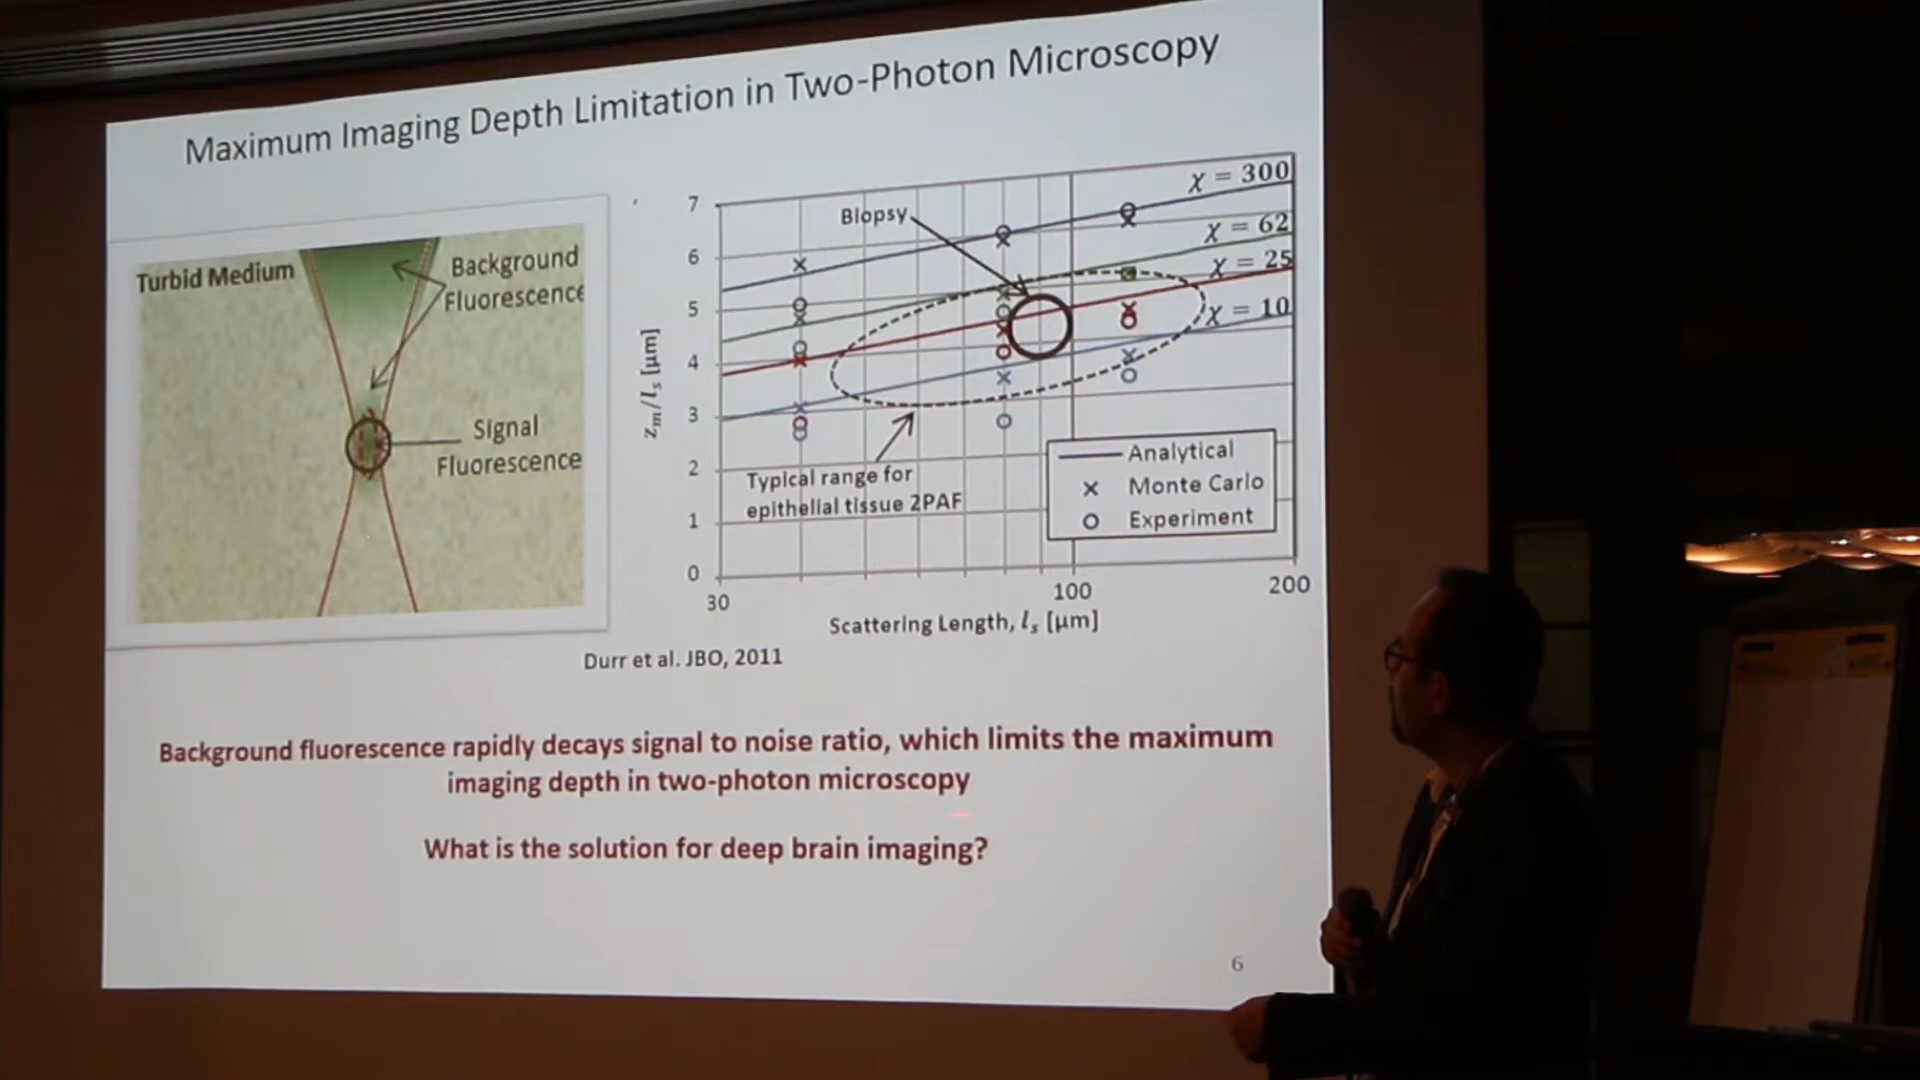 Maximum Imaging Depth Limitation in Two-Photon Microscopy
Turbid Medium
Background
Fluorescence
Signal
Fluorescence
7
6
5
4
3
2
1
0
z_m/l_s [μm]
Biopsy
χ = 300
χ = 62
χ = 25
χ = 10
Typical range for
epithelial tissue 2PAF
Analytical
Monte Carlo
Experiment
30
100
200
Scattering Length, l_s [μm]
Durr et al. JBO, 2011
Background fluorescence rapidly decays signal to noise ratio, which limits the maximum
imaging depth in two-photon microscopy
What is the solution for deep brain imaging?
6